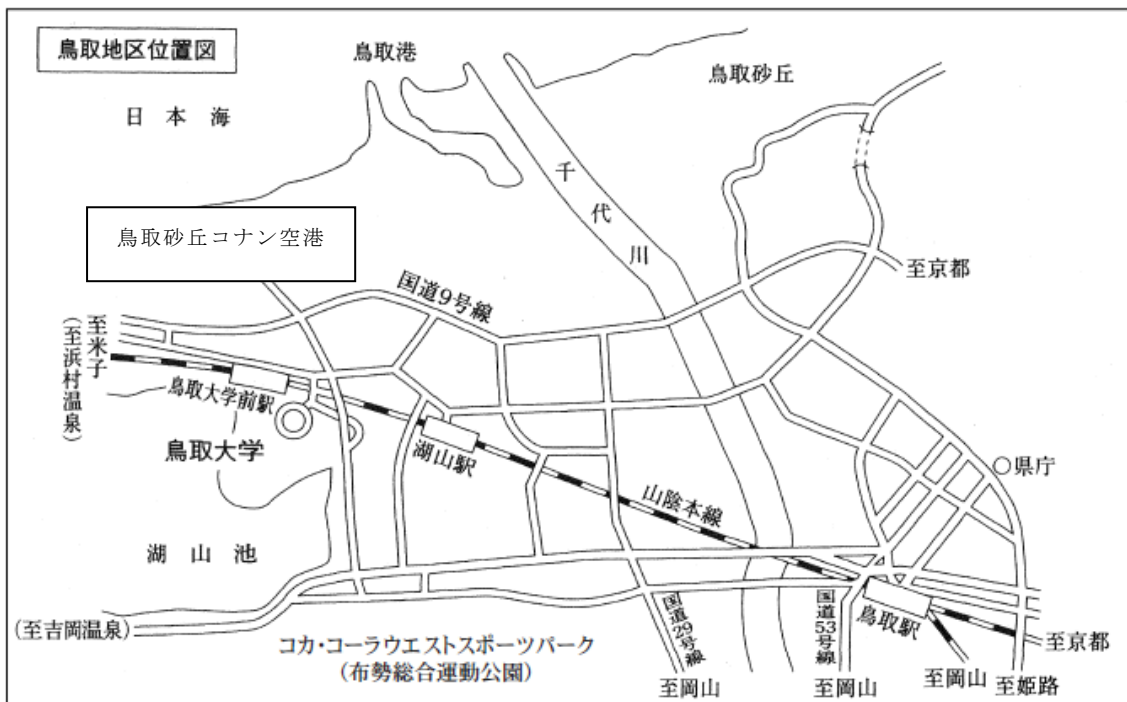 鳥取地区位置図
鳥取港
鳥取砂丘
日本海
千代川
鳥取砂丘コナン空港
国道9号線
至京都
至米子
(至浜村温泉)
鳥取大学前駅
鳥取大学
湖山駅
県庁
山陰本線
湖山池
(至吉岡温泉)
コカ・コーラウエストスポーツパーク
(布勢総合運動公園)
国道29号線
国道53号線
鳥取駅
至京都
至岡山
至岡山
至岡山
至姫路